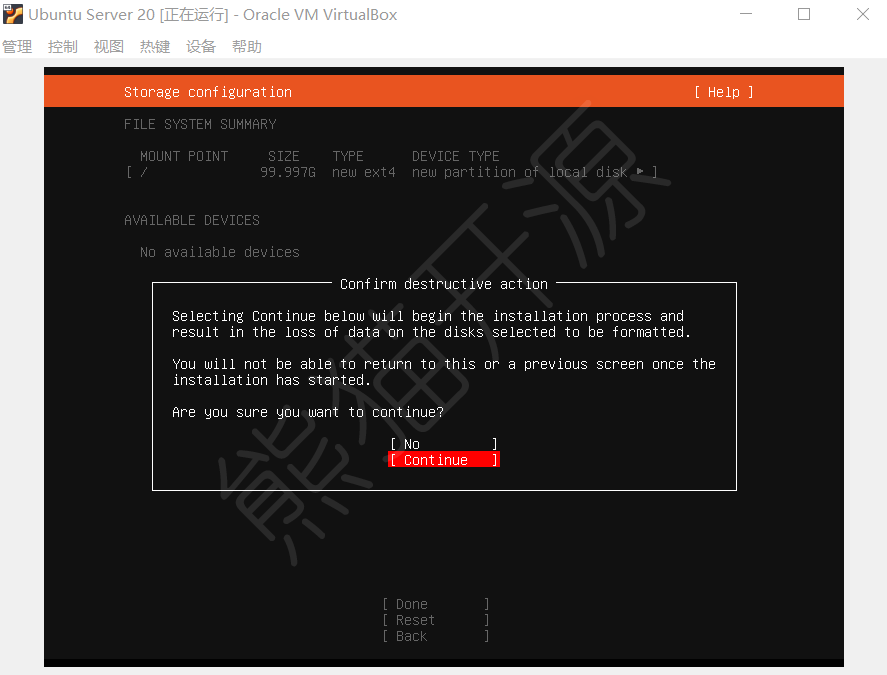 Ubuntu Server 20 [正在运行] - Oracle VM VirtualBox
管理 控制 视图 热键 设备 帮助
Storage configuration [ Help ]
FILE SYSTEM SUMMARY
MOUNT POINT SIZE TYPE DEVICE TYPE
[ / 99.997G new ext4 new partition of local disk ▸ ]
AVAILABLE DEVICES
No available devices
Confirm destructive action
Selecting Continue below will begin the installation process and
result in the loss of data on the disks selected to be formatted.
You will not be able to return to this or a previous screen once the
installation has started.
Are you sure you want to continue?
[ No ]
[ Continue ]
[ Done ]
[ Reset ]
[ Back ]
熊猫开源